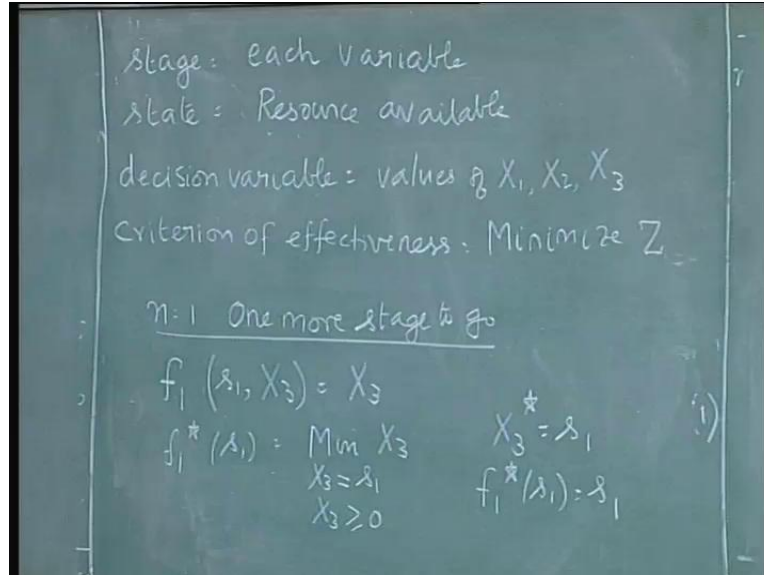 stage: each variable
state: Resource available
decision variable: values of X₁, X₂, X₃
Criterion of effectiveness: Minimize Z
n=1 One more stage to go
f₁ (s₁, X₃) = X₃
f₁* (s₁) = Min X₃
X₃ = s₁
X₃ ≥ 0
X₃* = s₁
f₁*(s₁) = s₁